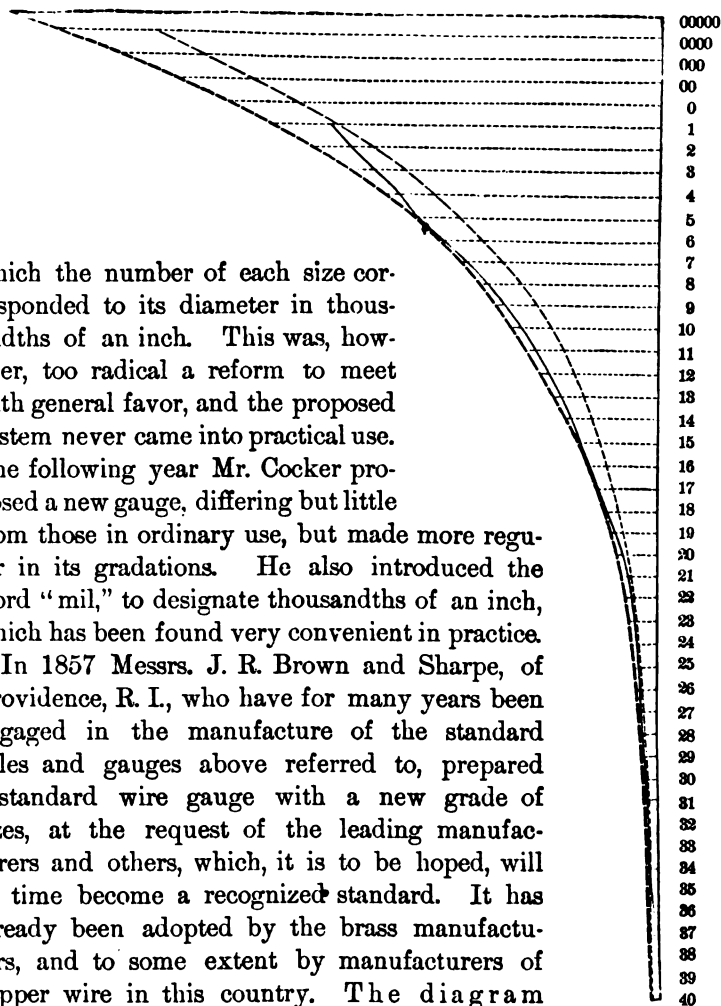 00000
0000
000
00
0
1
2
3
4
5
6
7
8
9
10
11
12
13
14
15
16
17
18
19
20
21
22
23
24
25
26
27
28
29
30
31
32
33
34
35
36
37
38
39
40
hich the number of each size cor-
sponded to its diameter in thous-
dths of an inch. This was, how-
er, too radical a reform to meet
th general favor, and the proposed
stem never came into practical use.
ne following year Mr. Cocker pro-
osed a new gauge, differing but little
om those in ordinary use, but made more regu-
r in its gradations. He also introduced the
ord "mil," to designate thousandths of an inch,
hich has been found very convenient in practice.
In 1857 Messrs. J. R. Brown and Sharpe, of
rovidence, R. I., who have for many years been
gaged in the manufacture of the standard
les and gauges above referred to, prepared
standard wire gauge with a new grade of
zes, at the request of the leading manufac-
rers and others, which, it is to be hoped, will
time become a recognized standard. It has
ready been adopted by the brass manufactu-
rs, and to some extent by manufacturers of
pper wire in this country. The diagram